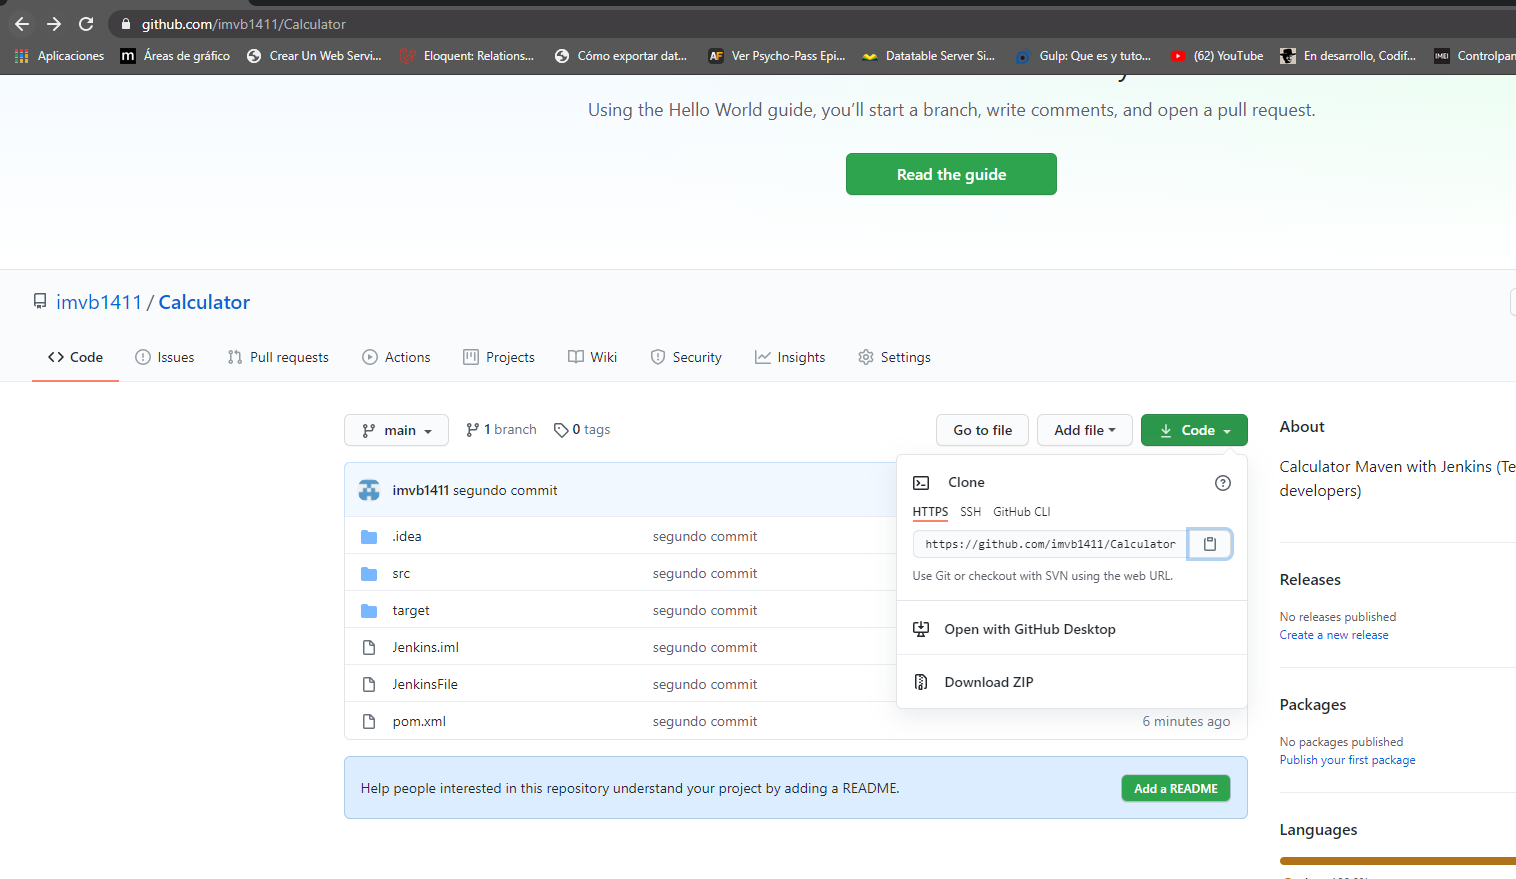 github.com/imvb1411/Calculator
Aplicaciones m Áreas de gráfico Crear Un Web Servi... Eloquent: Relations... Cómo exportar dat... AF Ver Psycho-Pass Epi... Datatable Server Si... Gulp: Que es y tuto... (62) YouTube En desarrollo, Codif... IMEI Controlpan
Using the Hello World guide, you’ll start a branch, write comments, and open a pull request.
Read the guide
imvb1411 / Calculator
Code Issues Pull requests Actions Projects Wiki Security Insights Settings
main 1 branch 0 tags Go to file Add file Code
imvb1411 segundo commit
.idea segundo commit
src segundo commit
target segundo commit
Jenkins.iml segundo commit
JenkinsFile segundo commit
pom.xml segundo commit 6 minutes ago
Clone
HTTPS SSH GitHub CLI
https://github.com/imvb1411/Calculator
Use Git or checkout with SVN using the web URL.
Open with GitHub Desktop
Download ZIP
Help people interested in this repository understand your project by adding a README.
Add a README
About
Calculator Maven with Jenkins (Te
developers)
Releases
No releases published
Create a new release
Packages
No packages published
Publish your first package
Languages